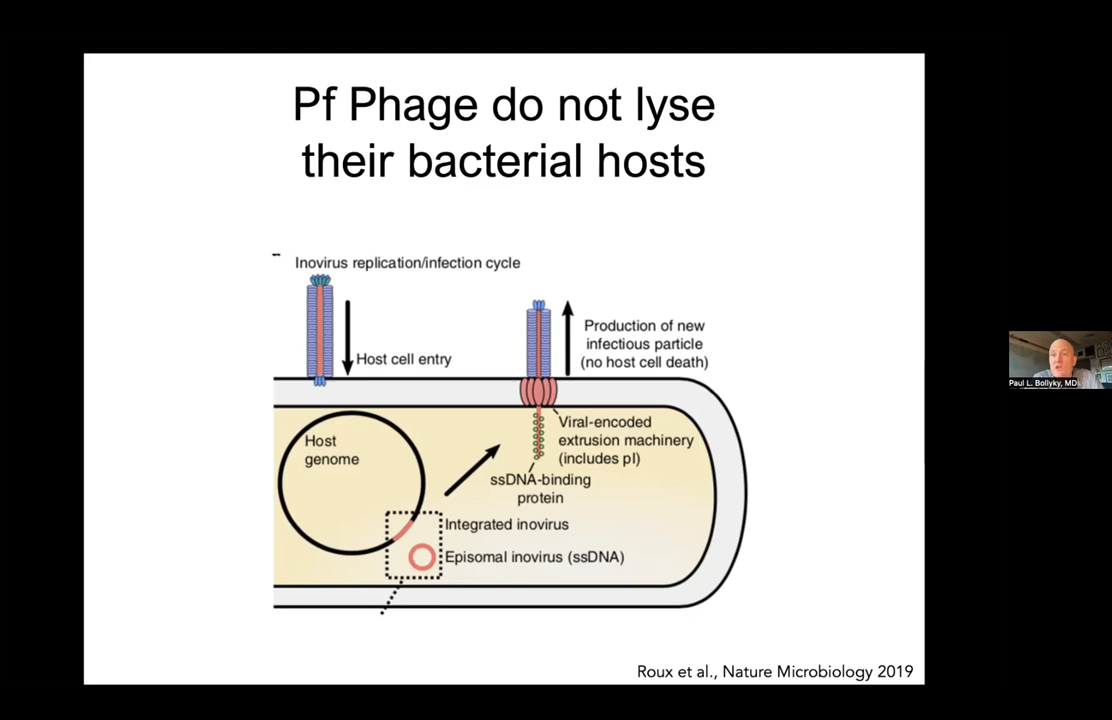 Pf Phage do not lyse
their bacterial hosts
Inovirus replication/infection cycle
Host cell entry
Production of new
infectious particle
(no host cell death)
Host
genome
Viral-encoded
extrusion machinery
(includes pI)
ssDNA-binding
protein
Integrated inovirus
Episomal inovirus (ssDNA)
Roux et al., Nature Microbiology 2019
Paul L. Bollyky, MD